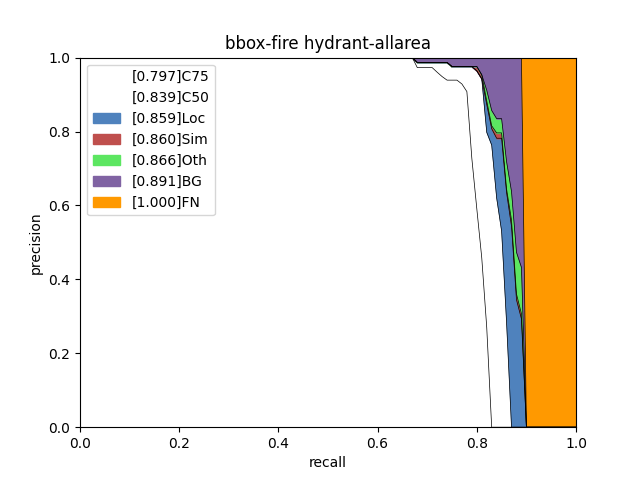 bbox-fire hydrant-allarea
1.0
0.8
0.6
0.4
0.2
0.0
precision
[0.797]C75
[0.839]C50
[0.859]Loc
[0.860]Sim
[0.866]Oth
[0.891]BG
[1.000]FN
0.0 0.2 0.4 0.6 0.8 1.0
recall